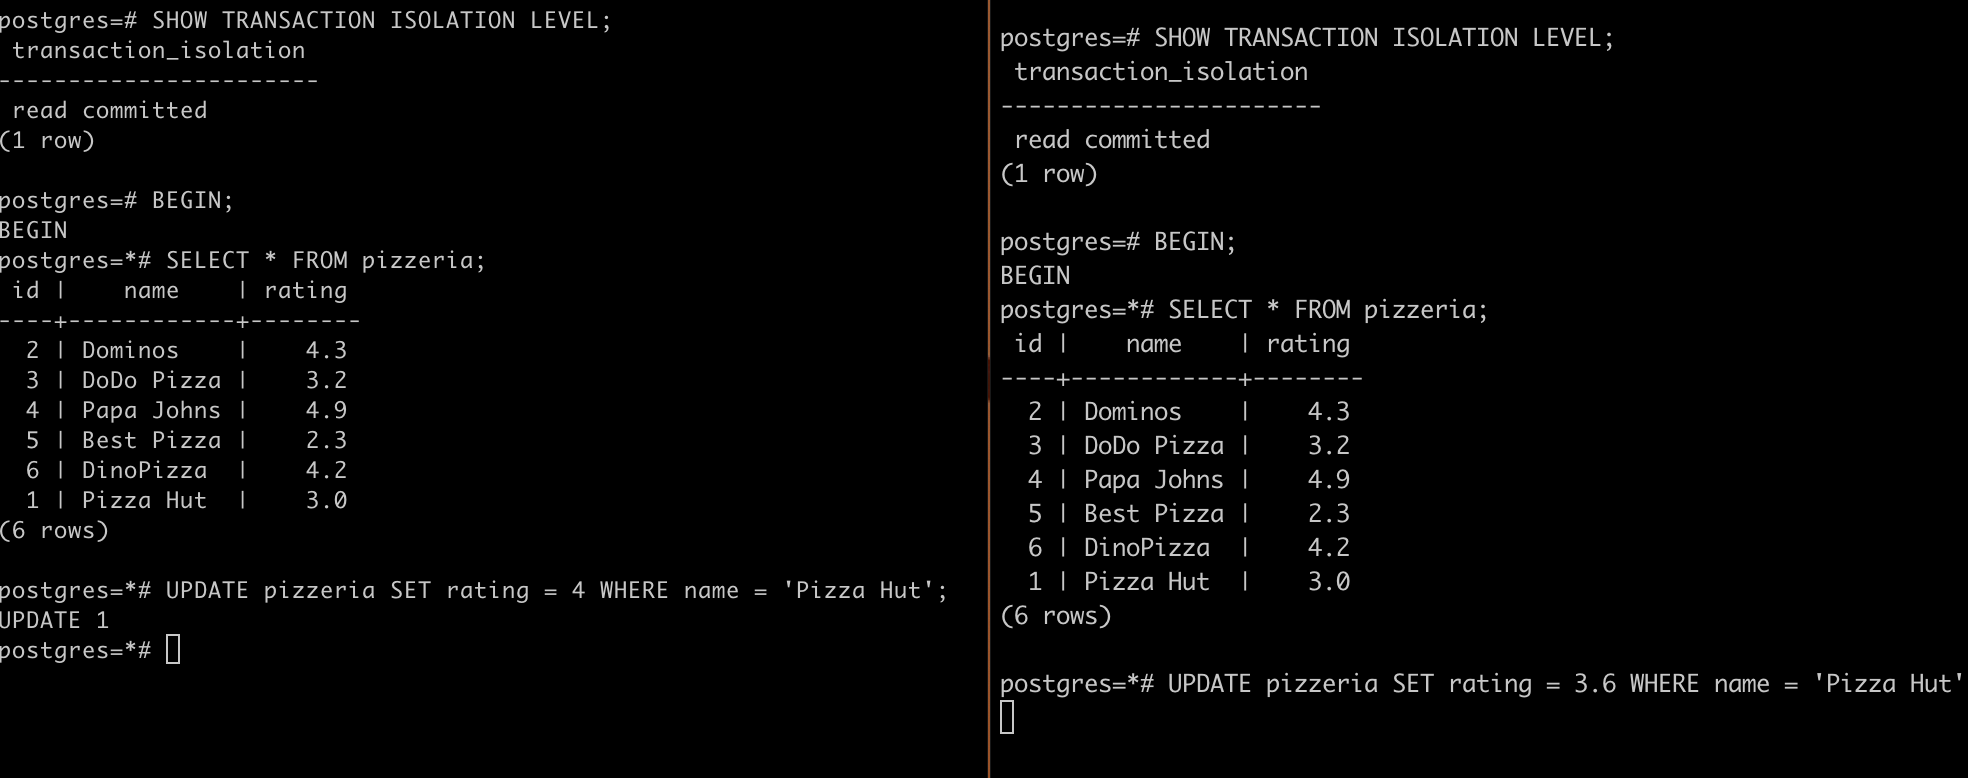 postgres=# SHOW TRANSACTION ISOLATION LEVEL;
 transaction_isolation
-----------------------
 read committed
(1 row)

postgres=# BEGIN;
BEGIN
postgres=*# SELECT * FROM pizzeria;
 id |    name    | rating
----+------------+--------
  2 | Dominos    |    4.3
  3 | DoDo Pizza |    3.2
  4 | Papa Johns |    4.9
  5 | Best Pizza |    2.3
  6 | DinoPizza  |    4.2
  1 | Pizza Hut  |    3.0
(6 rows)

postgres=*# UPDATE pizzeria SET rating = 4 WHERE name = 'Pizza Hut';
UPDATE 1
postgres=*#
postgres=# SHOW TRANSACTION ISOLATION LEVEL;
 transaction_isolation
-----------------------
 read committed
(1 row)

postgres=# BEGIN;
BEGIN
postgres=*# SELECT * FROM pizzeria;
 id |    name    | rating
----+------------+--------
  2 | Dominos    |    4.3
  3 | DoDo Pizza |    3.2
  4 | Papa Johns |    4.9
  5 | Best Pizza |    2.3
  6 | DinoPizza  |    4.2
  1 | Pizza Hut  |    3.0
(6 rows)

postgres=*# UPDATE pizzeria SET rating = 3.6 WHERE name = 'Pizza Hut'